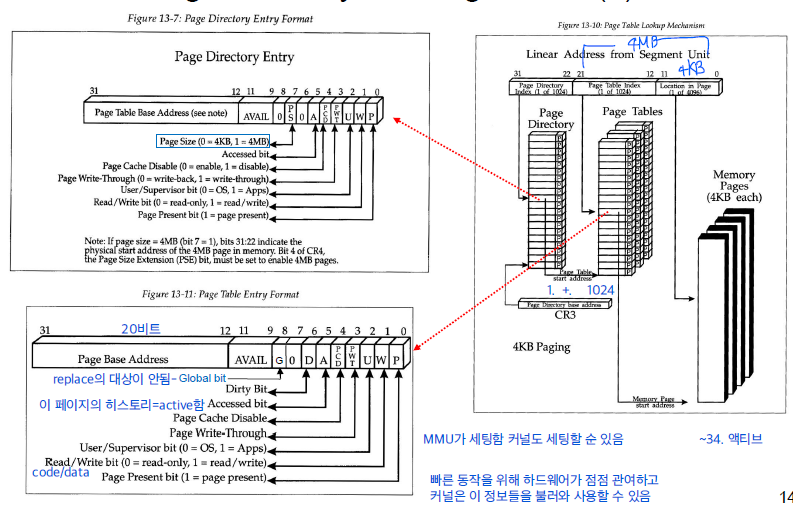 Figure 13-7: Page Directory Entry Format
Page Directory Entry
31 12 11 9 8 7 6 5 4 3 2 1 0
Page Table Base Address (see note) AVAIL 0 PS 0 A PCD PWT U W P
Page Size (0 = 4KB, 1 = 4MB)
Accessed bit
Page Cache Disable (0 = enable, 1 = disable)
Page Write-Through (0 = write-back, 1 = write-through)
User/Supervisor bit (0 = OS, 1 = Apps)
Read/Write bit (0 = read-only, 1 = read/write)
Page Present bit (1 = page present)
Note: If page size = 4MB (bit 7 = 1), bits 31:22 indicate the
physical start address of the 4MB page in memory. Bit 4 of CR4,
the Page Size Extension (PSE) bit, must be set to enable 4MB pages.
Figure 13-11: Page Table Entry Format
31 20비트 12 11 9 8 7 6 5 4 3 2 1 0
Page Base Address AVAIL G 0 D A PCD PWT U W P
replace의 대상이 안됨- Global bit
Dirty Bit
이 페이지의 히스토리=active함 Accessed bit
Page Cache Disable
Page Write-Through
User/Supervisor bit (0 = OS, 1 = Apps)
Read/Write bit (0 = read-only, 1 = read/write)
code/data
Page Present bit (1 = page present)
Figure 13-10: Page Table Lookup Mechanism
4MB
Linear Address from Segment Unit
4KB
31 22 21 12 11 0
Page Directory Index (1 of 1024) Page Table Index (1 of 1024) Location in Page (1 of 4096)
Page Directory
Page Tables
Memory Pages
(4KB each)
Page Table
start address
1. +. 1024
Page Directory base address
CR3
4KB Paging
Memory Page
start address
MMU가 세팅함 커널도 세팅할 순 있음
~34. 액티브
빠른 동작을 위해 하드웨어가 점점 관여하고
커널은 이 정보들을 불러와 사용할 수 있음
14